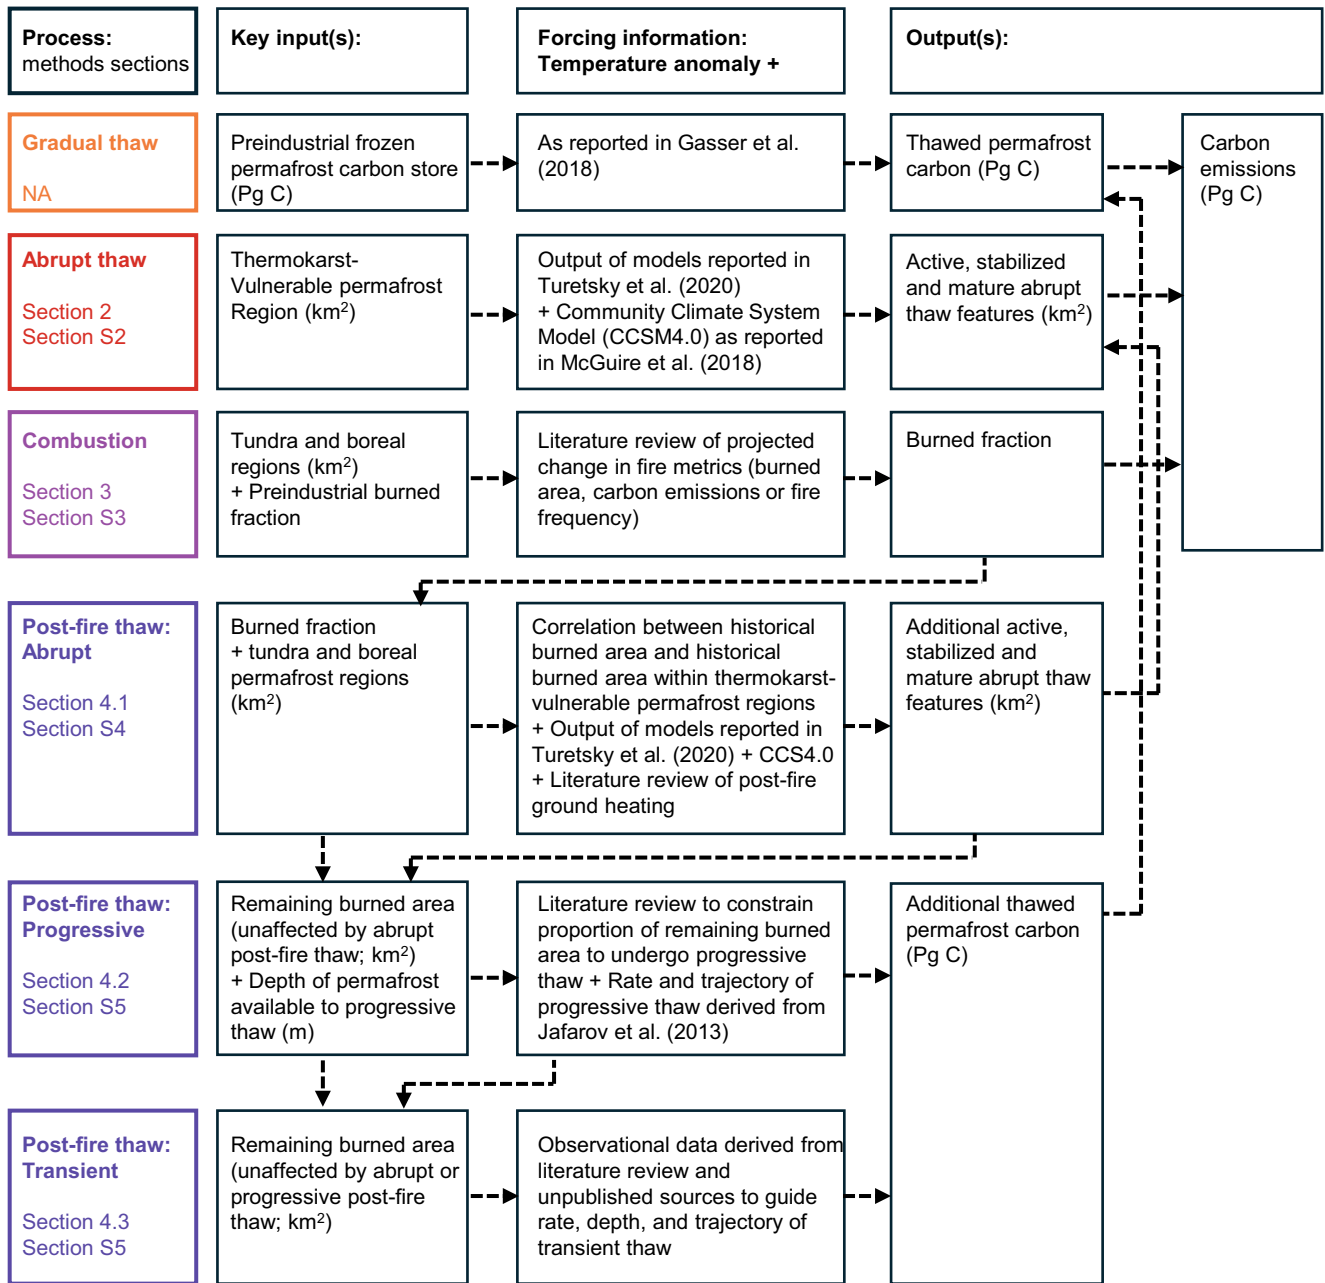 Process:
methods sections
Key input(s):
Forcing information:
Temperature anomaly +
Output(s):
Gradual thaw
NA
Preindustrial frozen
permafrost carbon store
(Pg C)
As reported in Gasser et al.
(2018)
Thawed permafrost
carbon (Pg C)
Carbon
emissions
(Pg C)
Abrupt thaw
Section 2
Section S2
Thermokarst-
Vulnerable permafrost
Region (km²)
Output of models reported in
Turetsky et al. (2020)
+ Community Climate System
Model (CCSM4.0) as reported
in McGuire et al. (2018)
Active, stabilized
and mature abrupt
thaw features (km²)
Combustion
Section 3
Section S3
Tundra and boreal
regions (km²)
+ Preindustrial burned
fraction
Literature review of projected
change in fire metrics (burned
area, carbon emissions or fire
frequency)
Burned fraction
Post-fire thaw:
Abrupt
Section 4.1
Section S4
Burned fraction
+ tundra and boreal
permafrost regions
(km²)
Correlation between historical
burned area and historical
burned area within thermokarst-
vulnerable permafrost regions
+ Output of models reported in
Turetsky et al. (2020) + CCS4.0
+ Literature review of post-fire
ground heating
Additional active,
stabilized and
mature abrupt thaw
features (km²)
Post-fire thaw:
Progressive
Section 4.2
Section S5
Remaining burned area
(unaffected by abrupt
post-fire thaw; km²)
+ Depth of permafrost
available to progressive
thaw (m)
Literature review to constrain
proportion of remaining burned
area to undergo progressive
thaw + Rate and trajectory of
progressive thaw derived from
Jafarov et al. (2013)
Additional thawed
permafrost carbon
(Pg C)
Post-fire thaw:
Transient
Section 4.3
Section S5
Remaining burned area
(unaffected by abrupt or
progressive post-fire
thaw; km²)
Observational data derived from
literature review and
unpublished sources to guide
rate, depth, and trajectory of
transient thaw